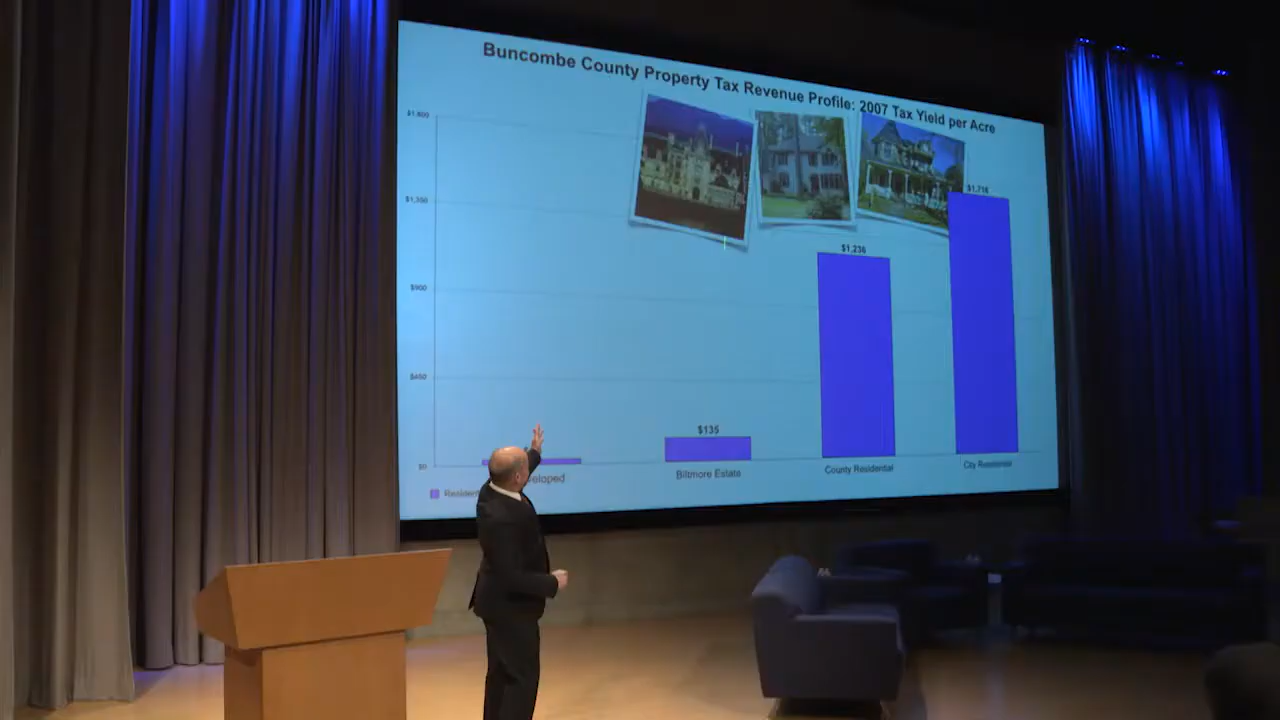 Buncombe County Property Tax Revenue Profile: 2007 Tax Yield per Acre
$1,800
$1,350
$900
$450
$0
$135
$1,236
$1,716
Biltmore Estate
County Residential
City Residential